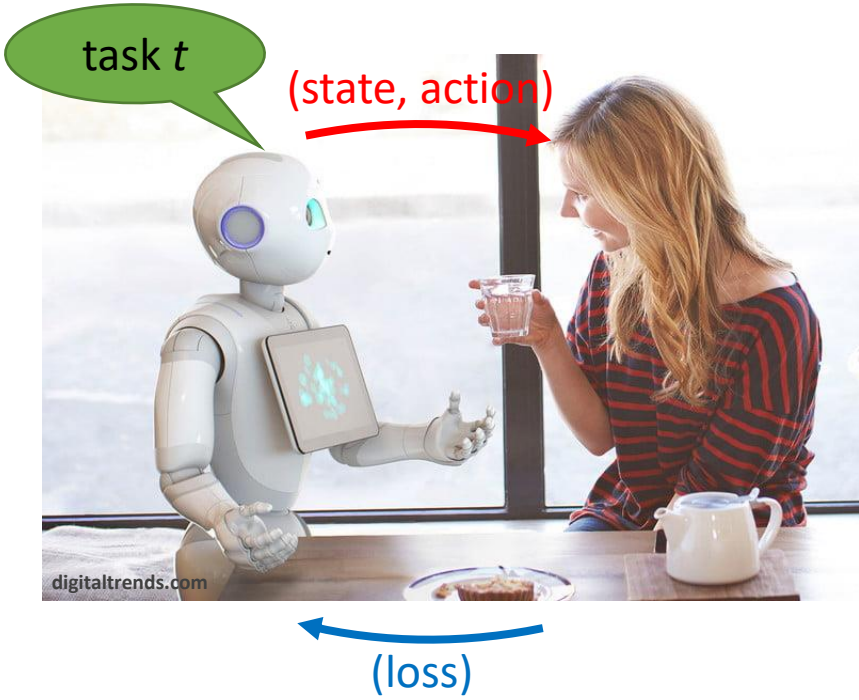 task t
(state, action)
digitaltrends.com
(loss)